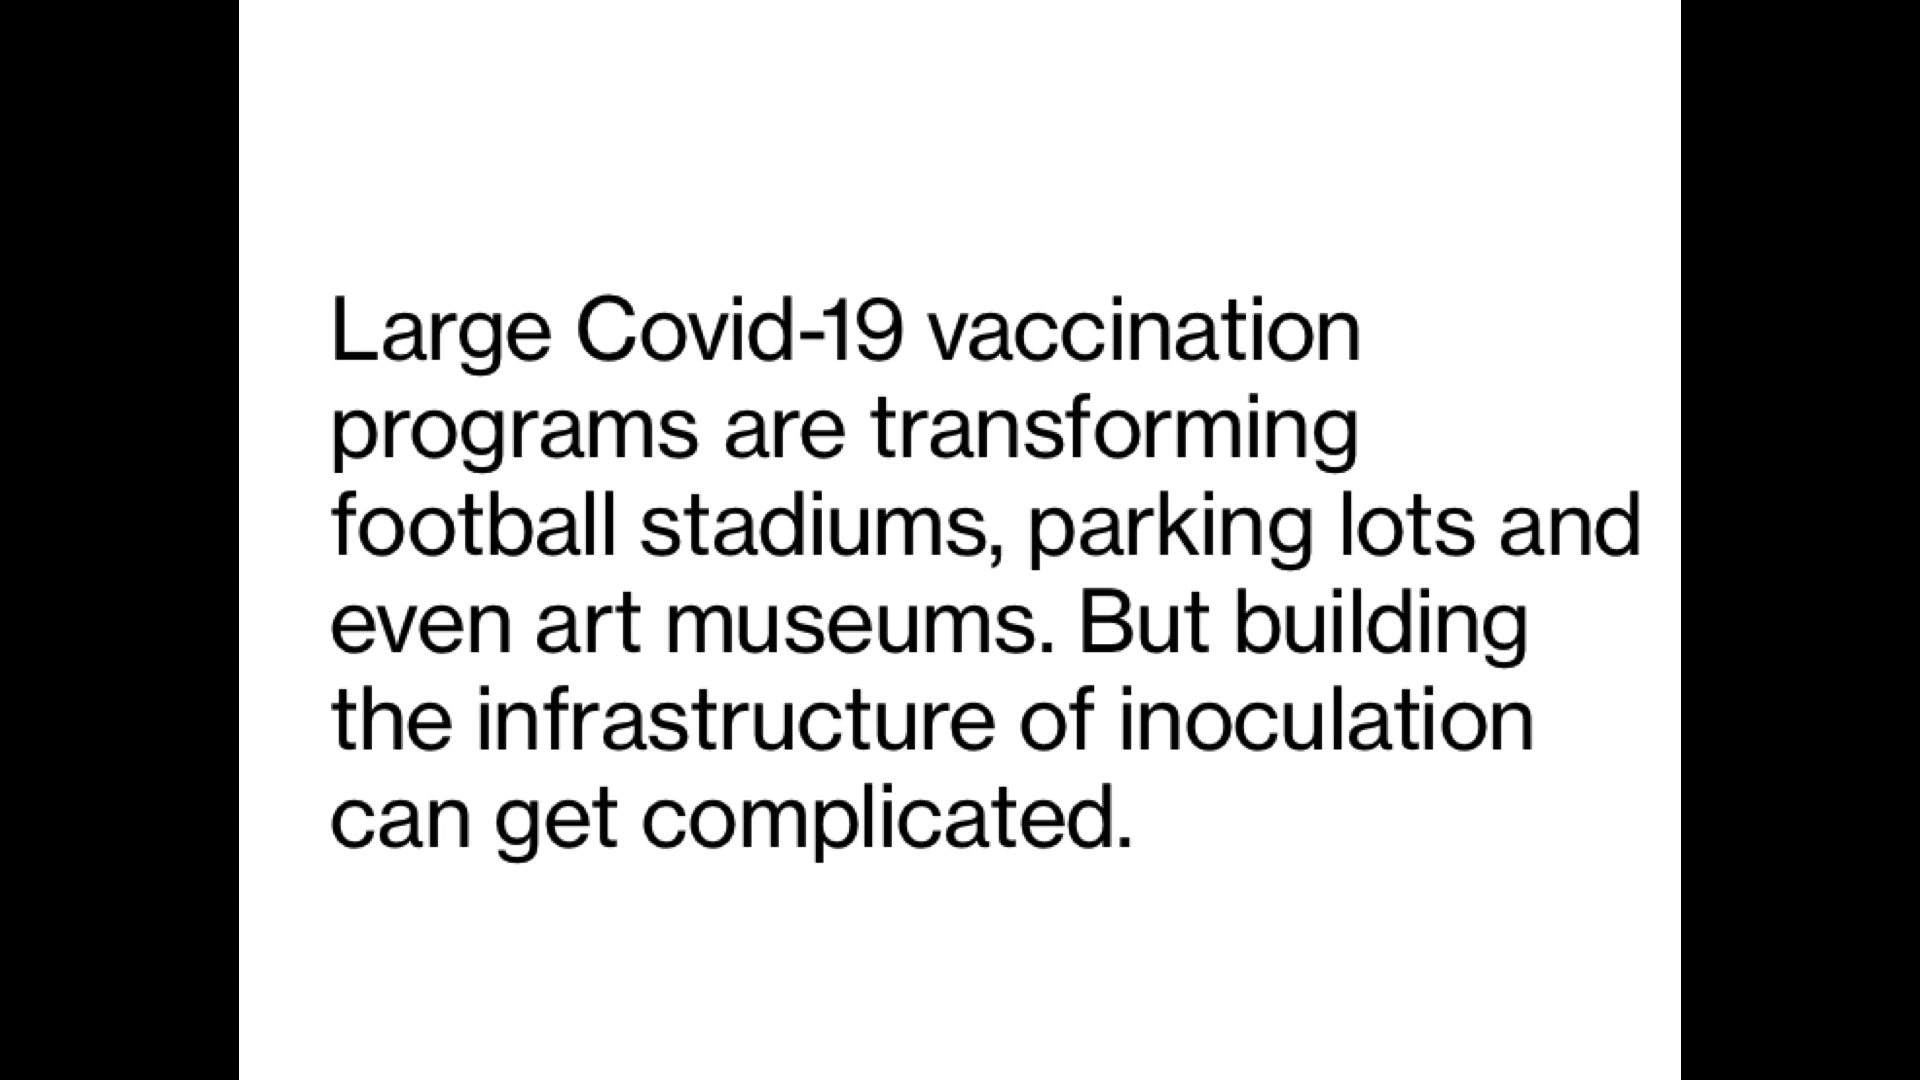 Large Covid-19 vaccination
programs are transforming
football stadiums, parking lots and
even art museums. But building
the infrastructure of inoculation
can get complicated.